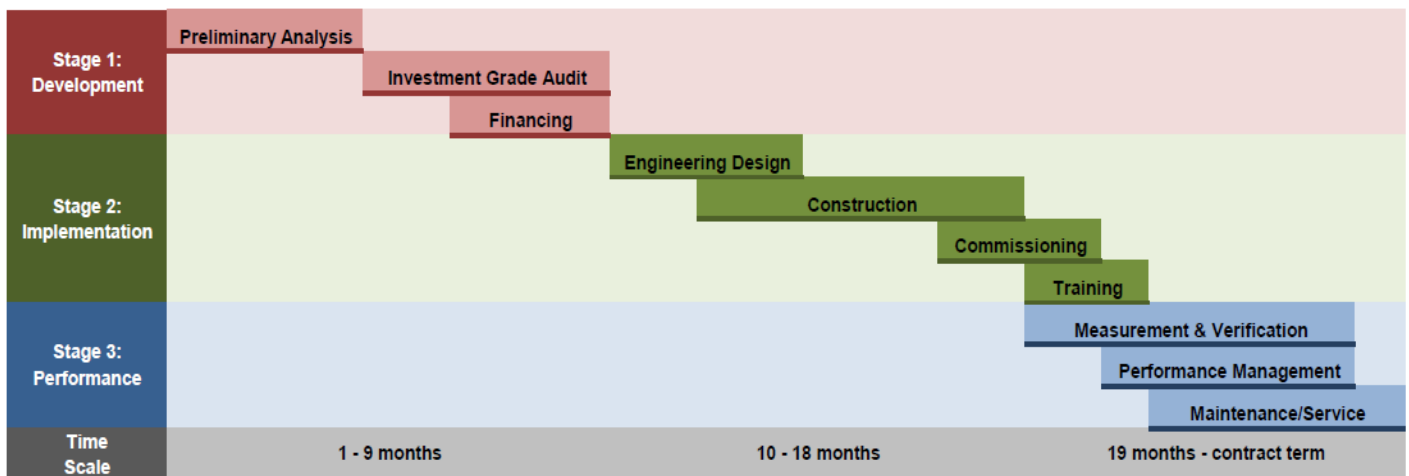 Preliminary Analysis
Stage 1:
Development
Investment Grade Audit
Financing
Engineering Design
Stage 2:
Implementation
Construction
Commissioning
Training
Measurement & Verification
Stage 3:
Performance
Performance Management
Maintenance/Service
Time
Scale
1 - 9 months
10 - 18 months
19 months - contract term